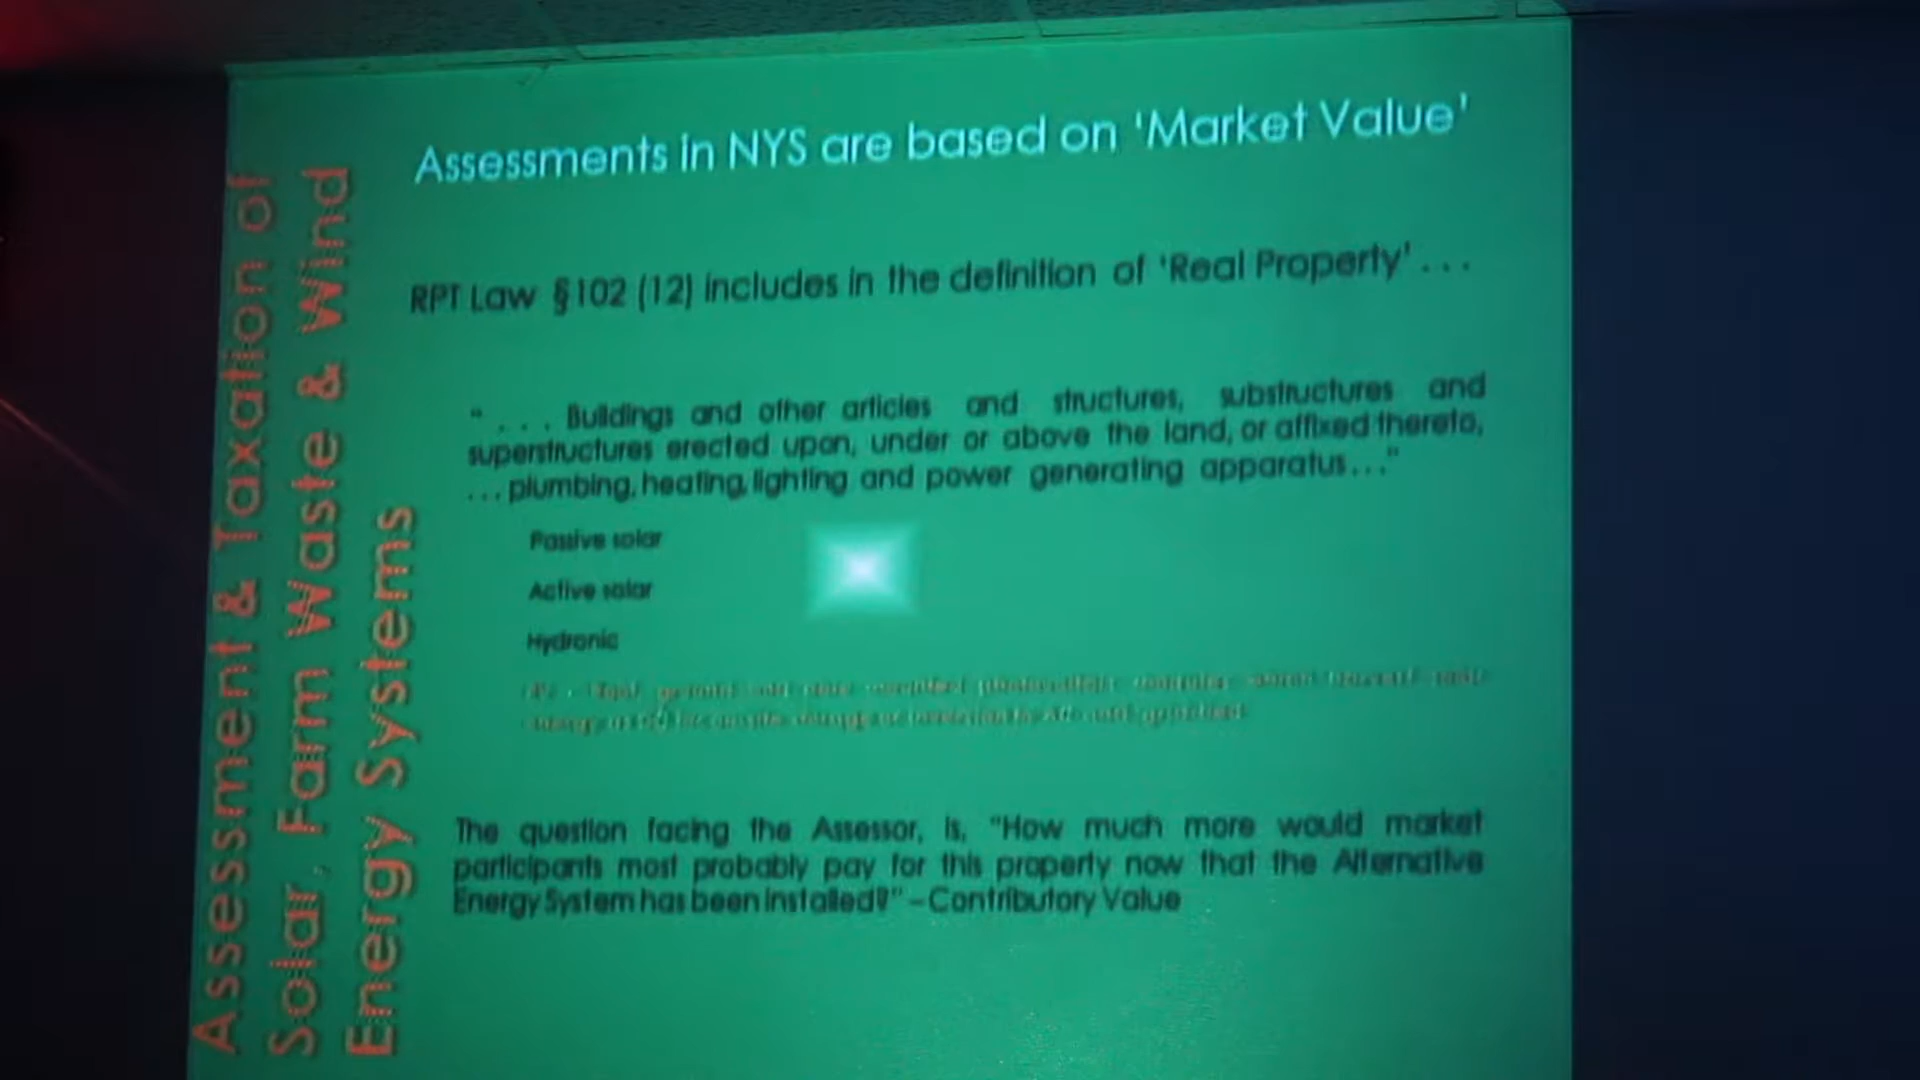 Assessment & Taxation of
Solar, Farm Waste & Wind
Energy Systems
Assessments in NYS are based on 'Market Value'
RPT Law §102 (12) includes in the definition of 'Real Property' . . .
" . . . Buildings and other articles and structures, substructures and
superstructures erected upon, under or above the land, or affixed thereto,
. . . plumbing, heating, lighting and power generating apparatus . . ."
Passive solar
Active solar
Hydronic
The question facing the Assessor, is, "How much more would market
participants most probably pay for this property now that the Alternative
Energy System has been installed?" – Contributory Value